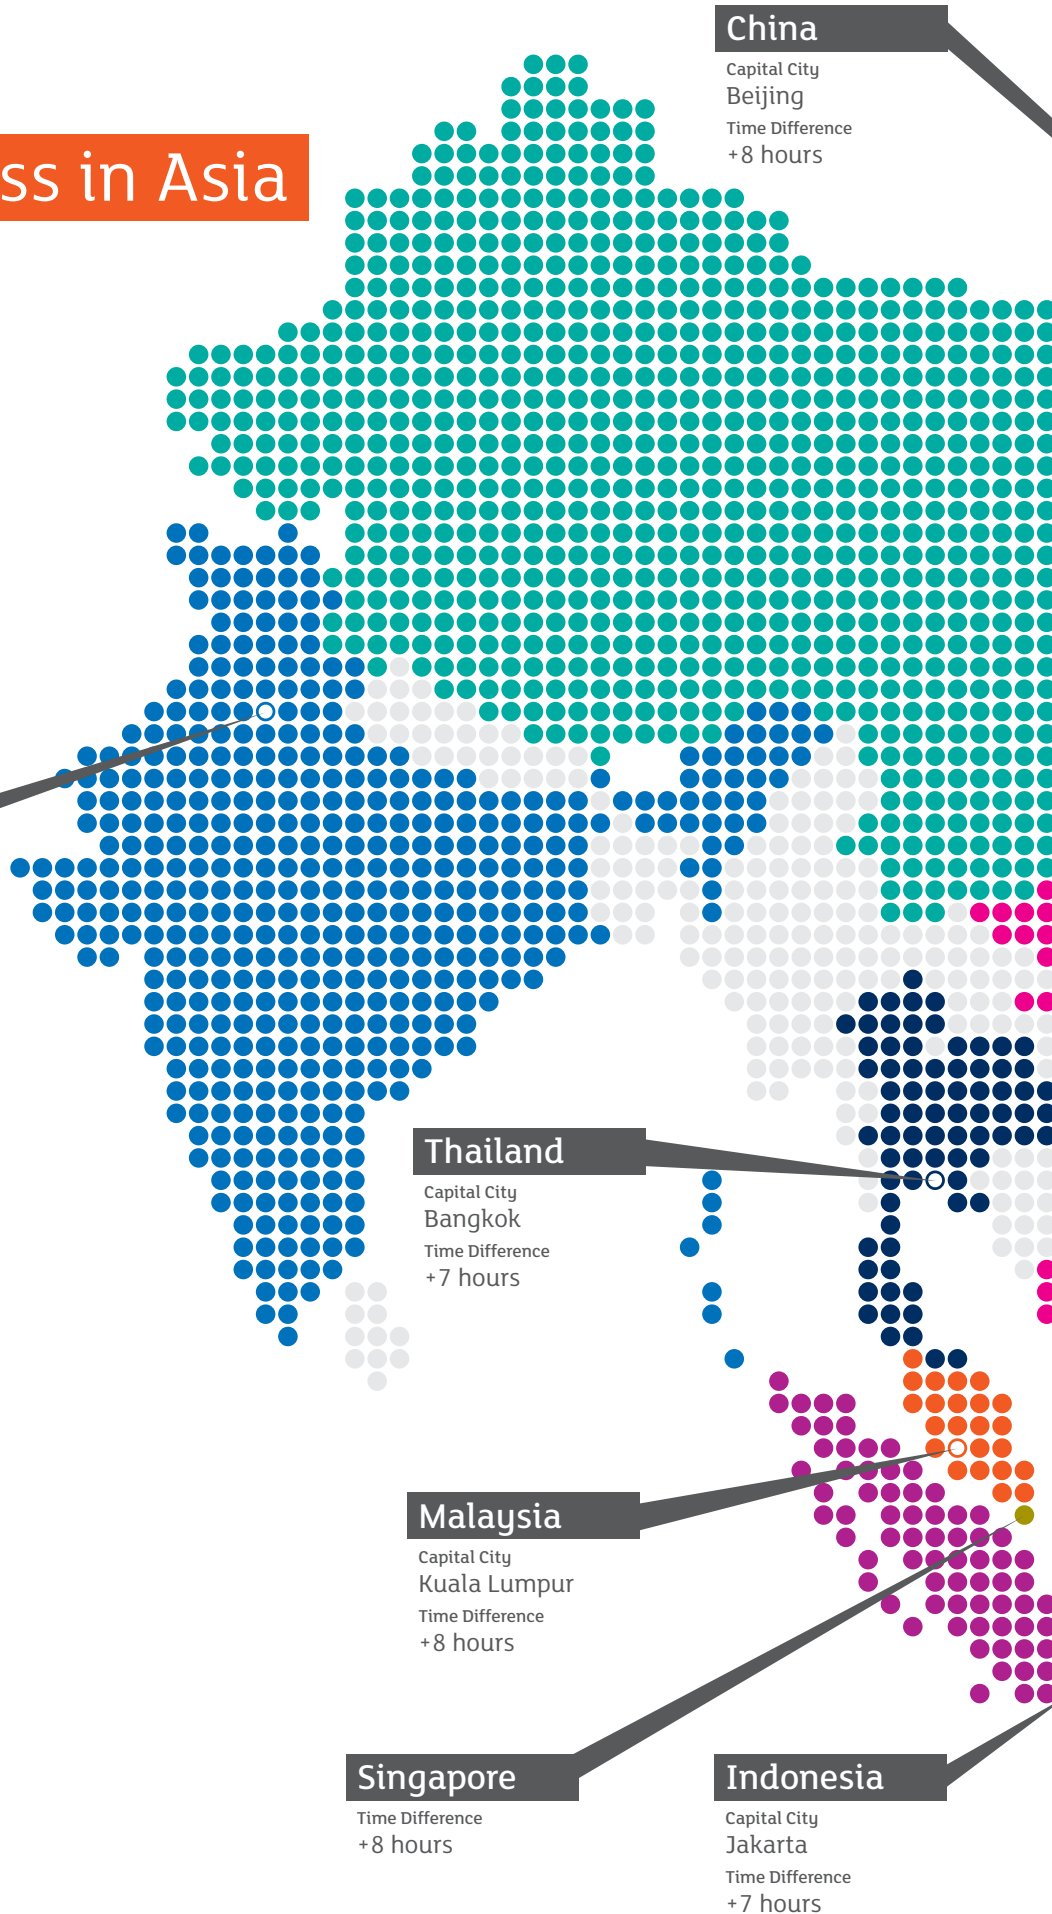 China
Capital City
Beijing
Time Difference
+8 hours
ss in Asia
Thailand
Capital City
Bangkok
Time Difference
+7 hours
Malaysia
Capital City
Kuala Lumpur
Time Difference
+8 hours
Singapore
Time Difference
+8 hours
Indonesia
Capital City
Jakarta
Time Difference
+7 hours